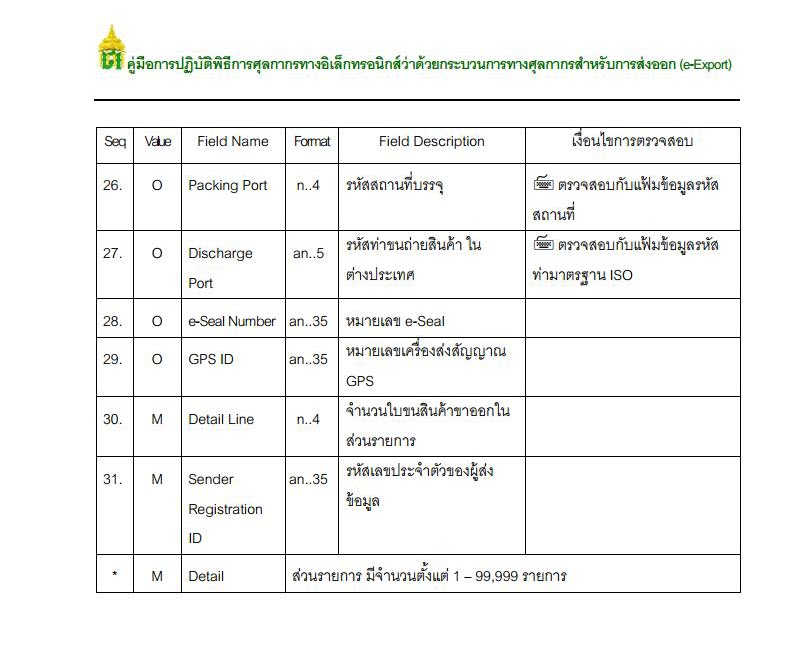 คู่มือการปฏิบัติพิธีการศุลกากรทางอิเล็กทรอนิกส์ว่าด้วยกระบวนการทางศุลกากรสำหรับการส่งออก (e-Export)
Seq Value Field Name Format Field Description เงื่อนไขการตรวจสอบ
26. O Packing Port n..4 รหัสสถานที่บรรจุ ตรวจสอบกับแฟ้มข้อมูลรหัส
สถานที่
27. O Discharge an..5 รหัสท่าขนถ่ายสินค้า ใน ตรวจสอบกับแฟ้มข้อมูลรหัส
Port ต่างประเทศ ท่ามาตรฐาน ISO
28. O e-Seal Number an..35 หมายเลข e-Seal
29. O GPS ID an..35 หมายเลขเครื่องส่งสัญญาณ
GPS
30. M Detail Line n..4 จำนวนใบขนสินค้าขาออกใน
ส่วนรายการ
31. M Sender an..35 รหัสเลขประจำตัวของผู้ส่ง
Registration ข้อมูล
ID
* M Detail ส่วนรายการ มีจำนวนตั้งแต่ 1 – 99,999 รายการ